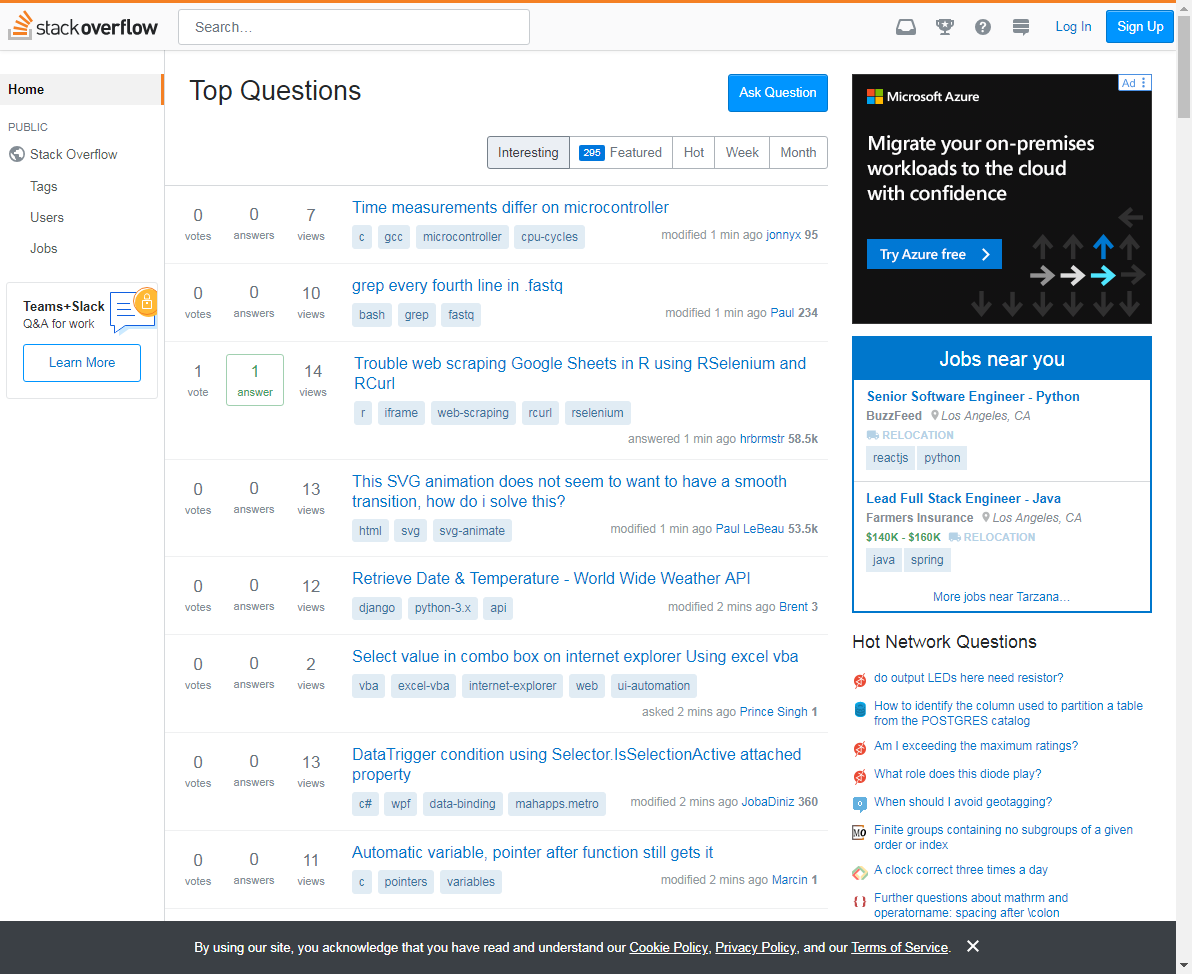 stackoverflow
Search…
Log In
Sign Up
Home
PUBLIC
Stack Overflow
Tags
Users
Jobs
Teams+Slack
Q&A for work
Learn More
Top Questions
Ask Question
Interesting
295 Featured
Hot
Week
Month
0 votes
0 answers
7 views
Time measurements differ on microcontroller
c gcc microcontroller cpu-cycles
modified 1 min ago jonnyx 95
0 votes
0 answers
10 views
grep every fourth line in .fastq
bash grep fastq
modified 1 min ago Paul 234
1 vote
1 answer
14 views
Trouble web scraping Google Sheets in R using RSelenium and
RCurl
r iframe web-scraping rcurl rselenium
answered 1 min ago hrbrmstr 58.5k
0 votes
0 answers
13 views
This SVG animation does not seem to want to have a smooth
transition, how do i solve this?
html svg svg-animate
modified 1 min ago Paul LeBeau 53.5k
0 votes
0 answers
12 views
Retrieve Date & Temperature - World Wide Weather API
django python-3.x api
modified 2 mins ago Brent 3
0 votes
0 answers
2 views
Select value in combo box on internet explorer Using excel vba
vba excel-vba internet-explorer web ui-automation
asked 2 mins ago Prince Singh 1
0 votes
0 answers
13 views
DataTrigger condition using Selector.IsSelectionActive attached
property
c# wpf data-binding mahapps.metro
modified 2 mins ago JobaDiniz 360
0 votes
0 answers
11 views
Automatic variable, pointer after function still gets it
c pointers variables
modified 2 mins ago Marcin 1
Ad
Microsoft Azure
Migrate your on-premises
workloads to the cloud
with confidence
Try Azure free
Jobs near you
Senior Software Engineer - Python
BuzzFeed Los Angeles, CA
RELOCATION
reactjs python
Lead Full Stack Engineer - Java
Farmers Insurance Los Angeles, CA
$140K - $160K RELOCATION
java spring
More jobs near Tarzana…
Hot Network Questions
do output LEDs here need resistor?
How to identify the column used to partition a table
from the POSTGRES catalog
Am I exceeding the maximum ratings?
What role does this diode play?
When should I avoid geotagging?
MO
Finite groups containing no subgroups of a given
order or index
A clock correct three times a day
Further questions about mathrm and
operatorname: spacing after \colon
By using our site, you acknowledge that you have read and understand our Cookie Policy, Privacy Policy, and our Terms of Service.